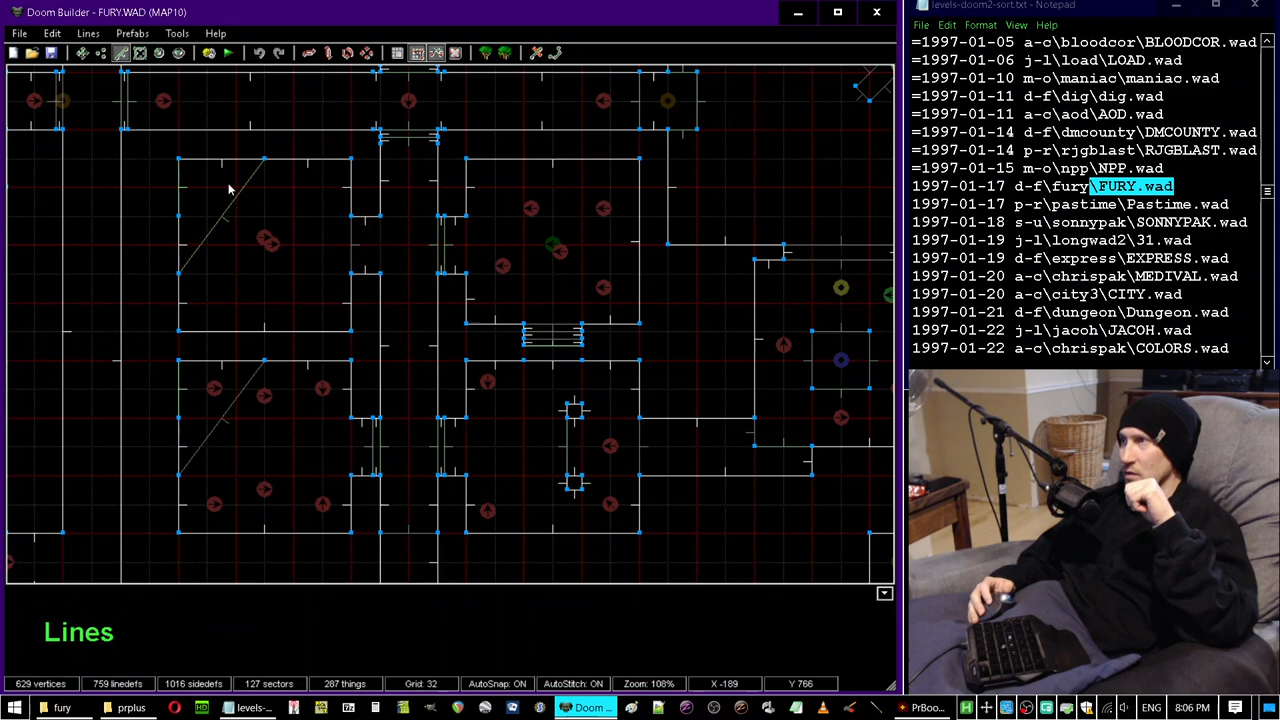 Doom Builder - FURY.WAD (MAP10)
File Edit Lines Prefabs Tools Help
Lines
629 vertices 759 linedefs 1016 sidedefs 127 sectors 287 things Grid: 32 AutoSnap: ON AutoStitch: ON Zoom: 108% X -189 Y 766
levels-doom2-sort.txt - Notepad
File Edit Format View Help
=1997-01-05 a-c\bloodcor\BLOODCOR.wad
=1997-01-06 j-l\load\LOAD.wad
=1997-01-10 m-o\maniac\maniac.wad
=1997-01-11 d-f\dig\dig.wad
=1997-01-11 a-c\aod\AOD.wad
=1997-01-14 d-f\dmcounty\DMCOUNTY.wad
=1997-01-14 p-r\rjgblast\RJGBLAST.wad
=1997-01-15 m-o\npp\NPP.wad
1997-01-17 d-f\fury\FURY.wad
1997-01-17 p-r\pastime\Pastime.wad
1997-01-18 s-u\sonnypak\SONNYPAK.wad
1997-01-19 j-l\longwad2\31.wad
1997-01-19 d-f\express\EXPRESS.wad
1997-01-20 a-c\chrispak\MEDIVAL.wad
1997-01-20 a-c\city3\CITY.wad
1997-01-21 d-f\dungeon\Dungeon.wad
1997-01-22 j-l\jacoh\JACOH.wad
1997-01-22 a-c\chrispak\COLORS.wad
fury prplus levels-... Doom ... PrBoo... ENG 8:06 PM